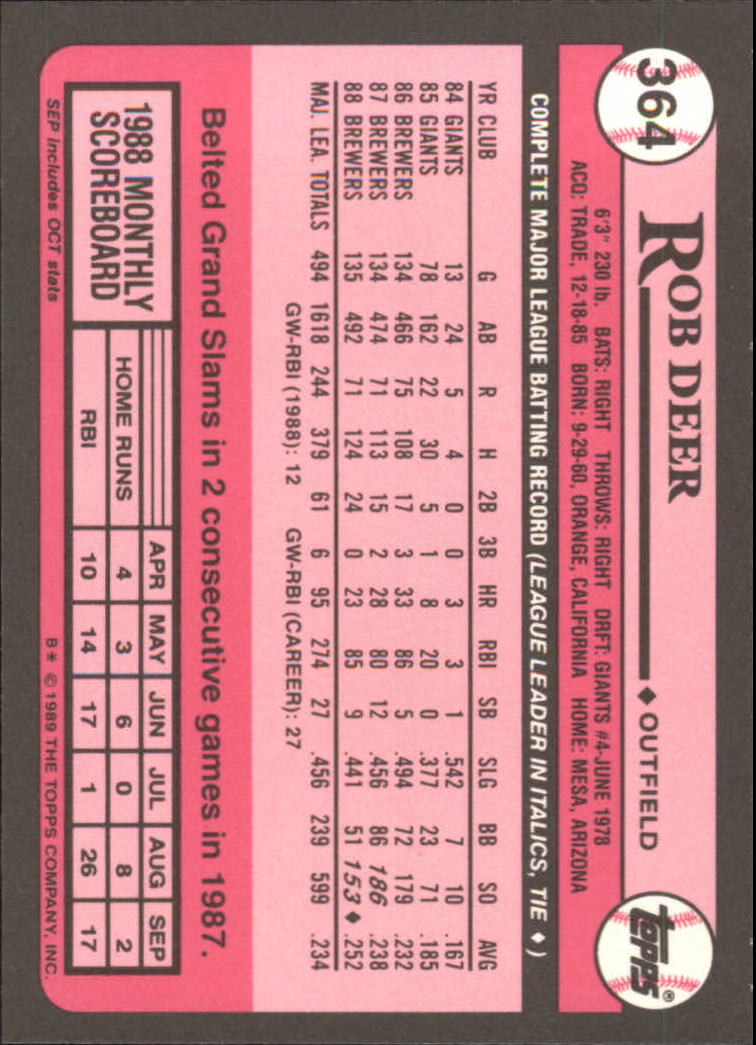 364
ROB DEER ♦ OUTFIELD
topps®
6'3" 230 lb. BATS: RIGHT THROWS: RIGHT DRFT: GIANTS #4-JUNE 1978
ACQ: TRADE, 12-18-85 BORN: 9-29-60, ORANGE, CALIFORNIA HOME: MESA, ARIZONA
COMPLETE MAJOR LEAGUE BATTING RECORD (LEAGUE LEADER IN ITALICS, TIE ♦)
YR CLUB G AB R H 2B 3B HR RBI SB SLG BB SO AVG
84 GIANTS 13 24 5 4 0 0 3 3 1 .542 7 10 .167
85 GIANTS 78 162 22 30 5 1 8 20 0 .377 23 71 .185
86 BREWERS 134 466 75 108 17 3 33 86 5 .494 72 179 .232
87 BREWERS 134 474 71 113 15 2 28 80 12 .456 86 186 .238
88 BREWERS 135 492 71 124 24 0 23 85 9 .441 51 153♦ .252
MAJ. LEA. TOTALS 494 1618 244 379 61 6 95 274 27 .456 239 599 .234
GW-RBI (1988): 12 GW-RBI (CAREER): 27
Belted Grand Slams in 2 consecutive games in 1987.
1988 MONTHLY
SCOREBOARD
APR MAY JUN JUL AUG SEP
HOME RUNS 4 3 6 0 8 2
RBI 10 14 17 1 26 17
SEP includes OCT stats
B* © 1989 THE TOPPS COMPANY, INC.